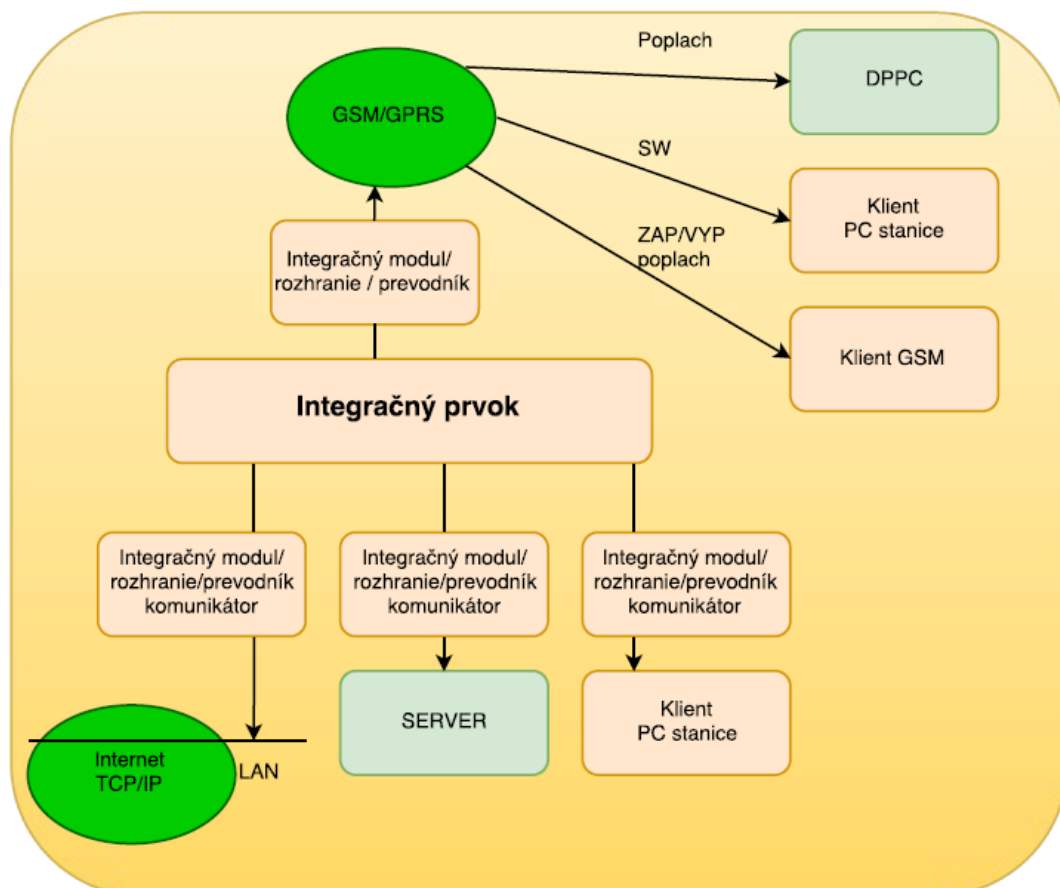 Poplach
DPPC
GSM/GPRS
SW
Klient
PC stanice
ZAP/VYP
poplach
Integračný modul/
rozhranie / prevodník
Klient GSM
Integračný prvok
Integračný modul/
rozhranie/prevodník
komunikátor
Integračný modul/
rozhranie/prevodník
komunikátor
Integračný modul/
rozhranie/prevodník
komunikátor
SERVER
Klient
PC stanice
Internet
TCP/IP
LAN